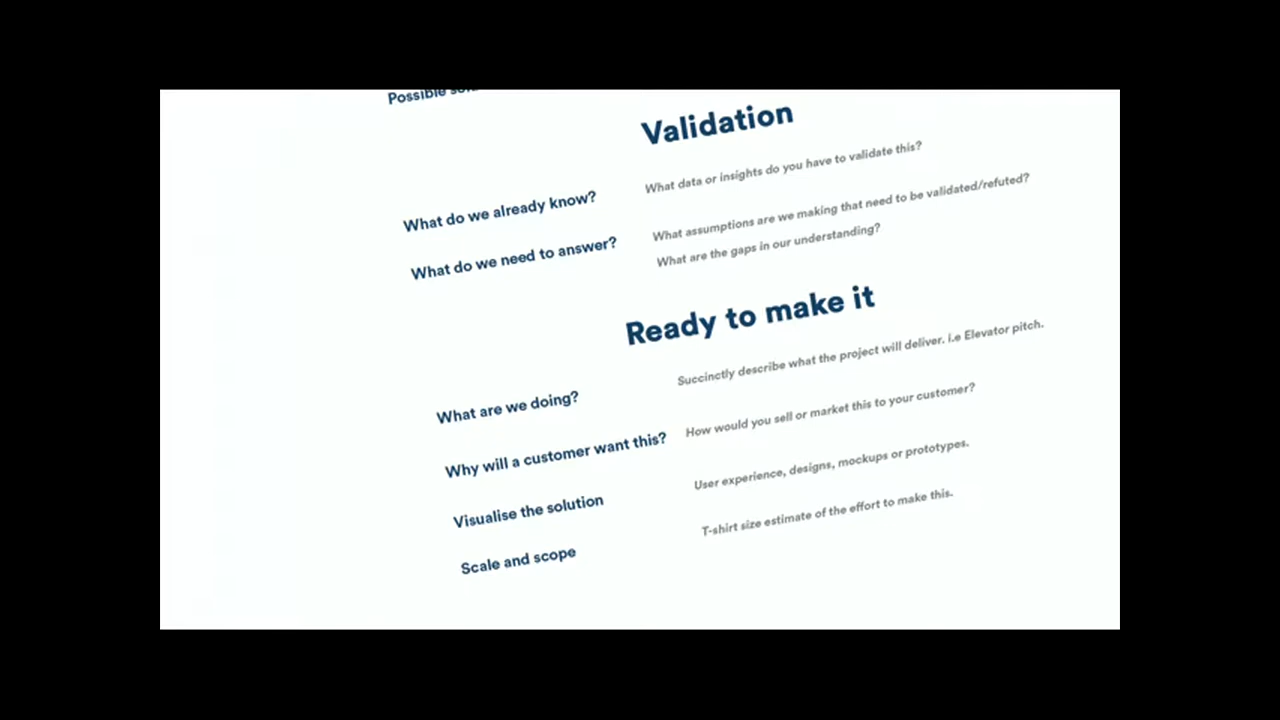 Possible
Validation
What do we already know?
What data or insights do you have to validate this?
What do we need to answer?
What assumptions are we making that need to be validated/refuted?
What are the gaps in our understanding?
Ready to make it
What are we doing?
Succinctly describe what the project will deliver. i.e Elevator pitch.
Why will a customer want this?
How would you sell or market this to your customer?
Visualise the solution
User experience, designs, mockups or prototypes.
Scale and scope
T-shirt size estimate of the effort to make this.